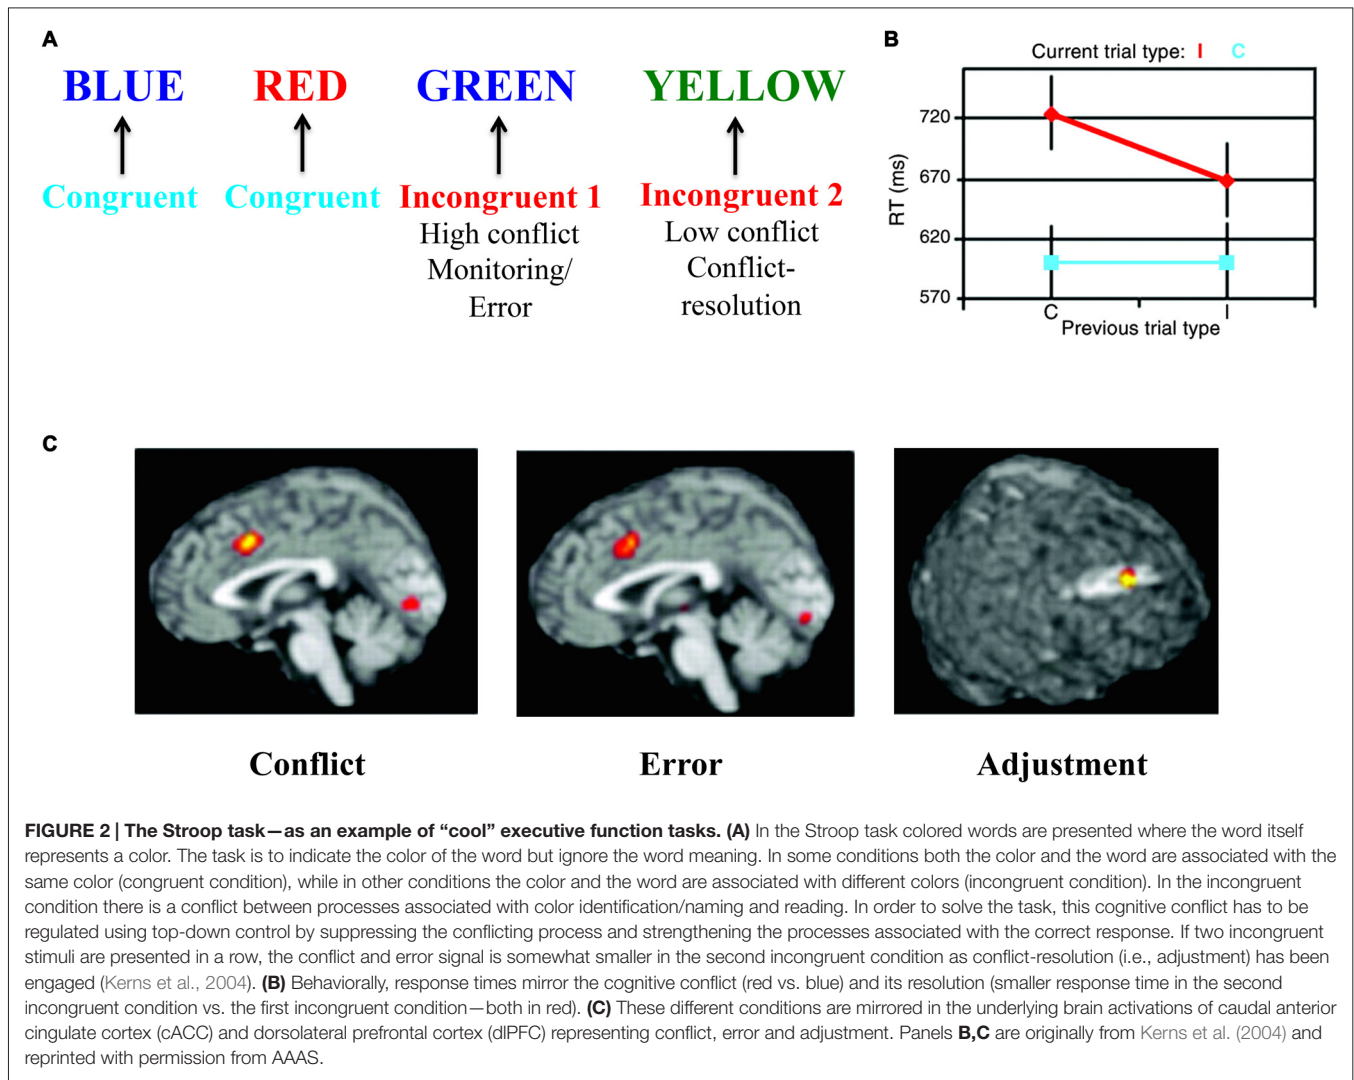 A
BLUE RED GREEN YELLOW
Congruent Congruent Incongruent 1 Incongruent 2
High conflict Low conflict
Monitoring/ Conflict-
Error resolution
B
Current trial type: I C
720
670
620
570
RT (ms)
C I
Previous trial type
C
Conflict Error Adjustment
FIGURE 2 | The Stroop task—as an example of “cool” executive function tasks. (A) In the Stroop task colored words are presented where the word itself
represents a color. The task is to indicate the color of the word but ignore the word meaning. In some conditions both the color and the word are associated with the
same color (congruent condition), while in other conditions the color and the word are associated with different colors (incongruent condition). In the incongruent
condition there is a conflict between processes associated with color identification/naming and reading. In order to solve the task, this cognitive conflict has to be
regulated using top-down control by suppressing the conflicting process and strengthening the processes associated with the correct response. If two incongruent
stimuli are presented in a row, the conflict and error signal is somewhat smaller in the second incongruent condition as conflict-resolution (i.e., adjustment) has been
engaged (Kerns et al., 2004). (B) Behaviorally, response times mirror the cognitive conflict (red vs. blue) and its resolution (smaller response time in the second
incongruent condition vs. the first incongruent condition—both in red). (C) These different conditions are mirrored in the underlying brain activations of caudal anterior
cingulate cortex (cACC) and dorsolateral prefrontal cortex (dlPFC) representing conflict, error and adjustment. Panels B,C are originally from Kerns et al. (2004) and
reprinted with permission from AAAS.